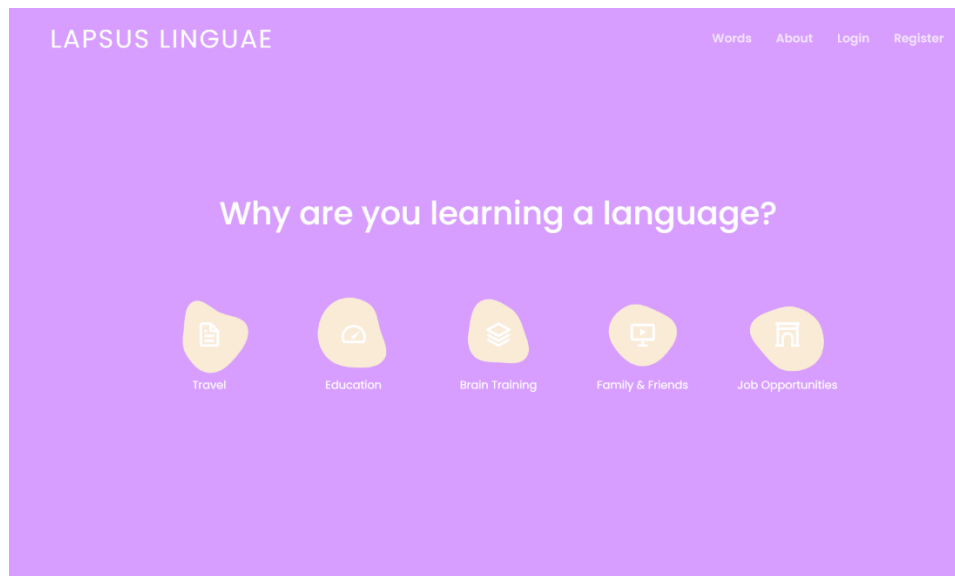 LAPSUS LINGUAE
Words About Login Register
Why are you learning a language?
Travel Education Brain Training Family & Friends Job Opportunities